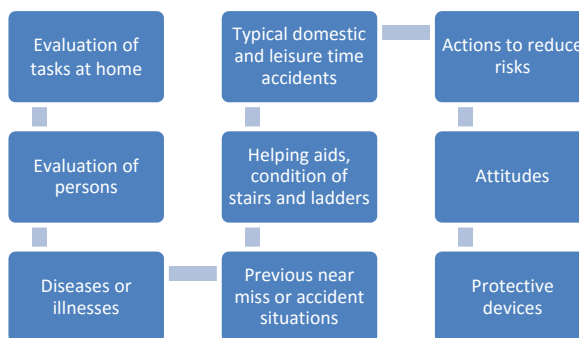 Evaluation of
tasks at home
Evaluation of
persons
Diseases or
illnesses
Previous near
miss or accident
situations
Helping aids,
condition of
stairs and ladders
Typical domestic
and leisure time
accidents
Actions to reduce
risks
Attitudes
Protective
devices